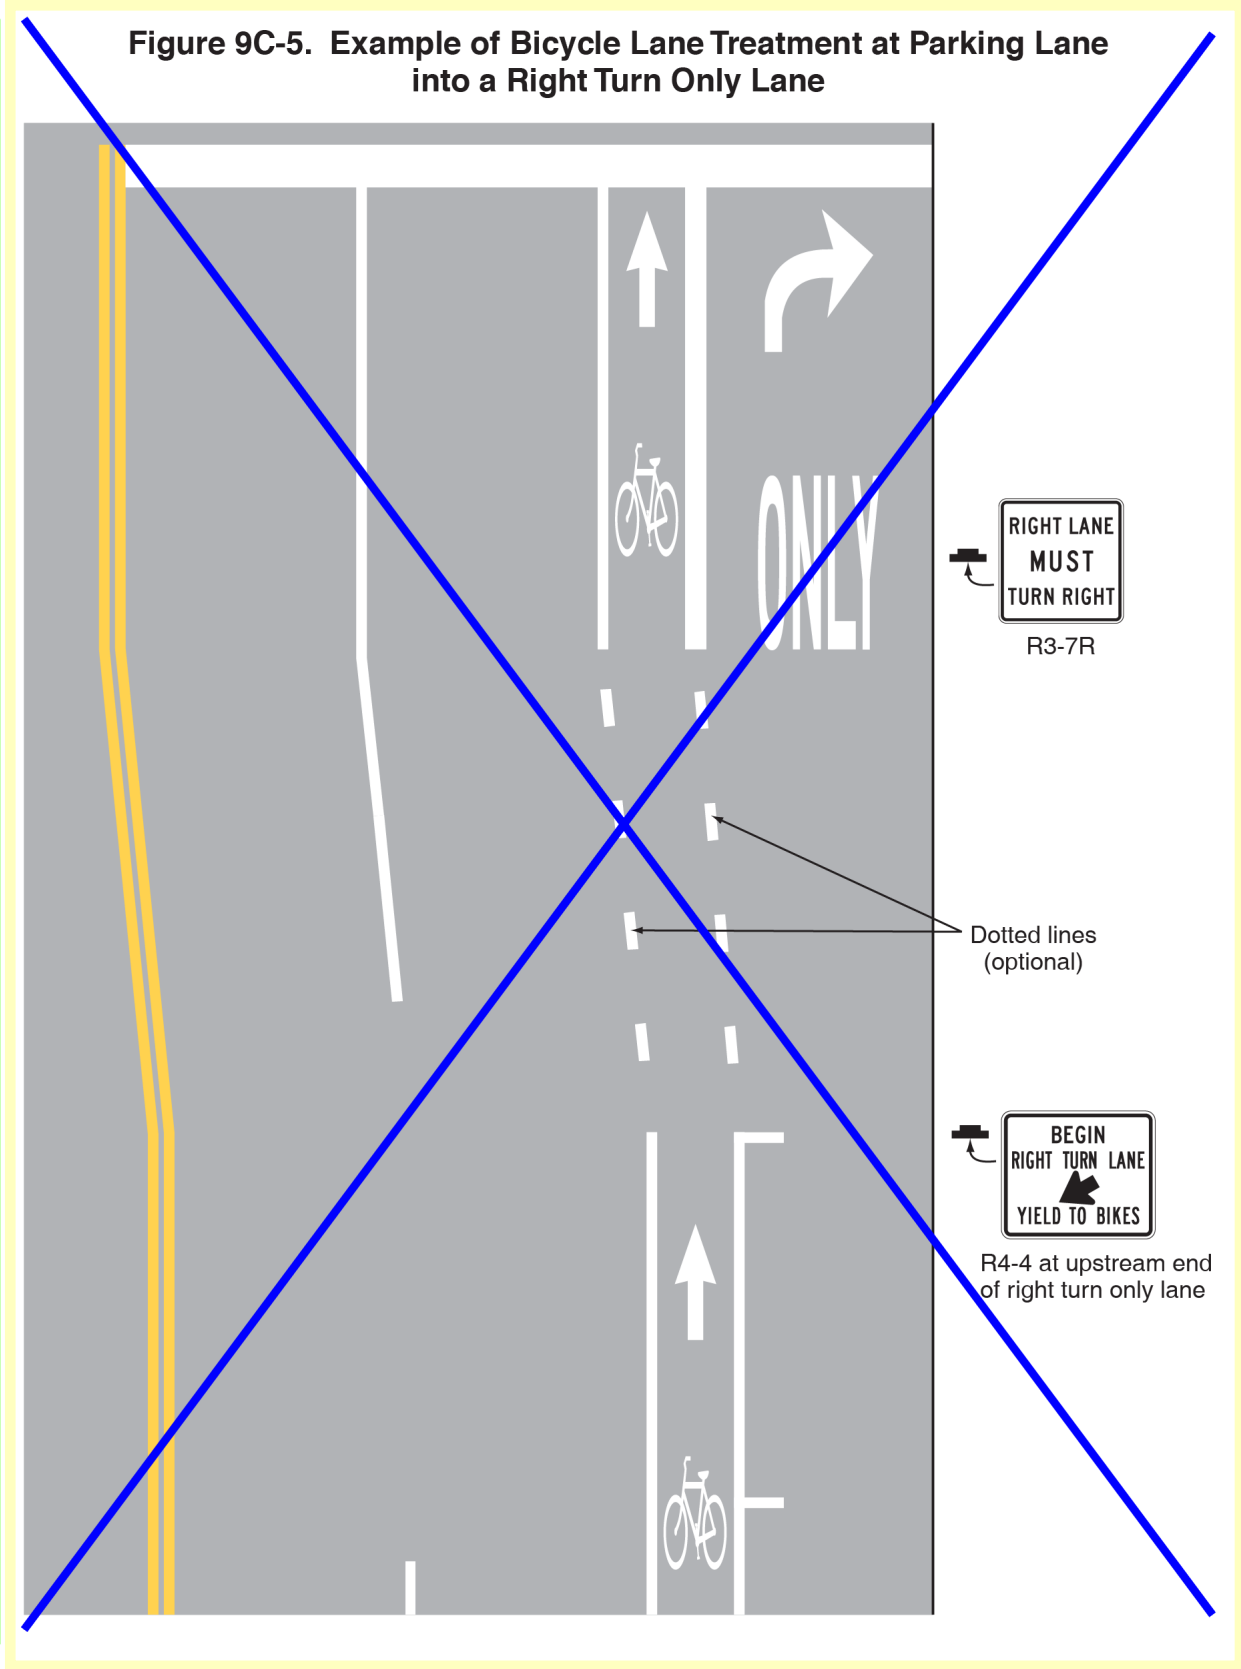 Figure 9C-5. Example of Bicycle Lane Treatment at Parking Lane
into a Right Turn Only Lane
ONLY
RIGHT LANE
MUST
TURN RIGHT
R3-7R
Dotted lines
(optional)
BEGIN
RIGHT TURN LANE
YIELD TO BIKES
R4-4 at upstream end
of right turn only lane